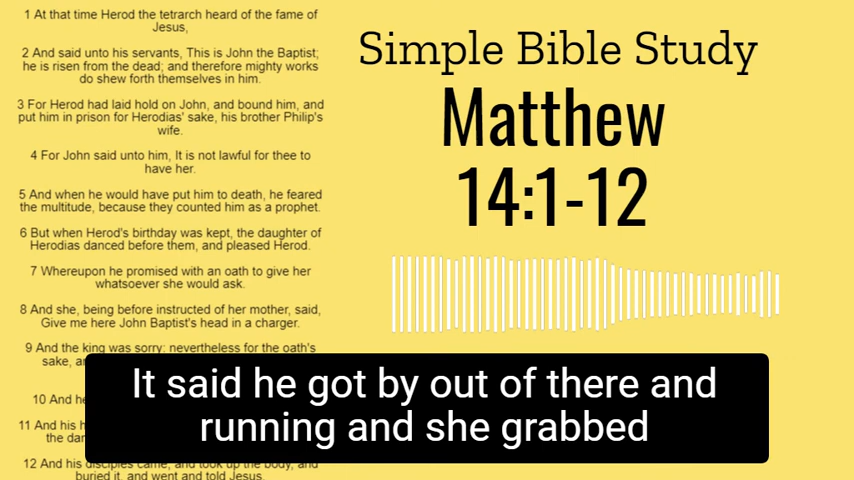 1 At that time Herod the tetrarch heard of the fame of
Jesus,
2 And said unto his servants, This is John the Baptist;
he is risen from the dead; and therefore mighty works
do shew forth themselves in him.
3 For Herod had laid hold on John, and bound him, and
put him in prison for Herodias' sake, his brother Philip's
wife.
4 For John said unto him, It is not lawful for thee to
have her.
5 And when he would have put him to death, he feared
the multitude, because they counted him as a prophet.
6 But when Herod's birthday was kept, the daughter of
Herodias danced before them, and pleased Herod.
7 Whereupon he promised with an oath to give her
whatsoever she would ask.
8 And she, being before instructed of her mother, said,
Give me here John Baptist's head in a charger.
9 And the king was sorry: nevertheless for the oath's
sake,
10 And
11 And his
the
12 And his disciples came, and took up the body, and
buried it, and went and told Jesus.
Simple Bible Study
Matthew
14:1-12
It said he got by out of there and
running and she grabbed